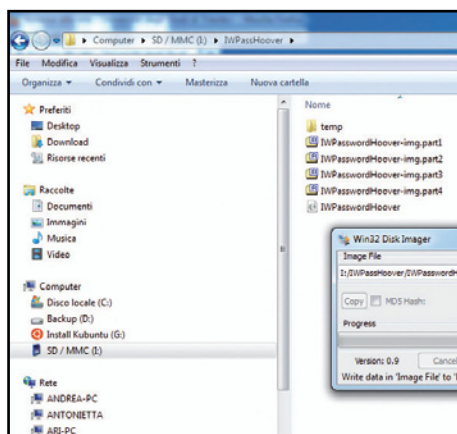 Computer ▸ SD / MMC (I:) ▸ IWPassHoover ▸
File Modifica Visualizza Strumenti ?
Organizza Condividi con Masterizza Nuova cartella
Preferiti
Desktop
Download
Risorse recenti
Raccolte
Documenti
Immagini
Musica
Video
Computer
Disco locale (C:)
Backup (D:)
Install Kubuntu (G:)
SD / MMC (I:)
Rete
ANDREA-PC
ANTONIETTA
ARI-PC
Nome
temp
IWPasswordHoover-img.part1
IWPasswordHoover-img.part2
IWPasswordHoover-img.part3
IWPasswordHoover-img.part4
IWPasswordHoover
Win32 Disk Imager
Image File
I:/IWPassHoover/IWPasswordH
Copy MD5 Hash:
Progress
Version: 0.9 Cancel
Write data in 'Image File' to '